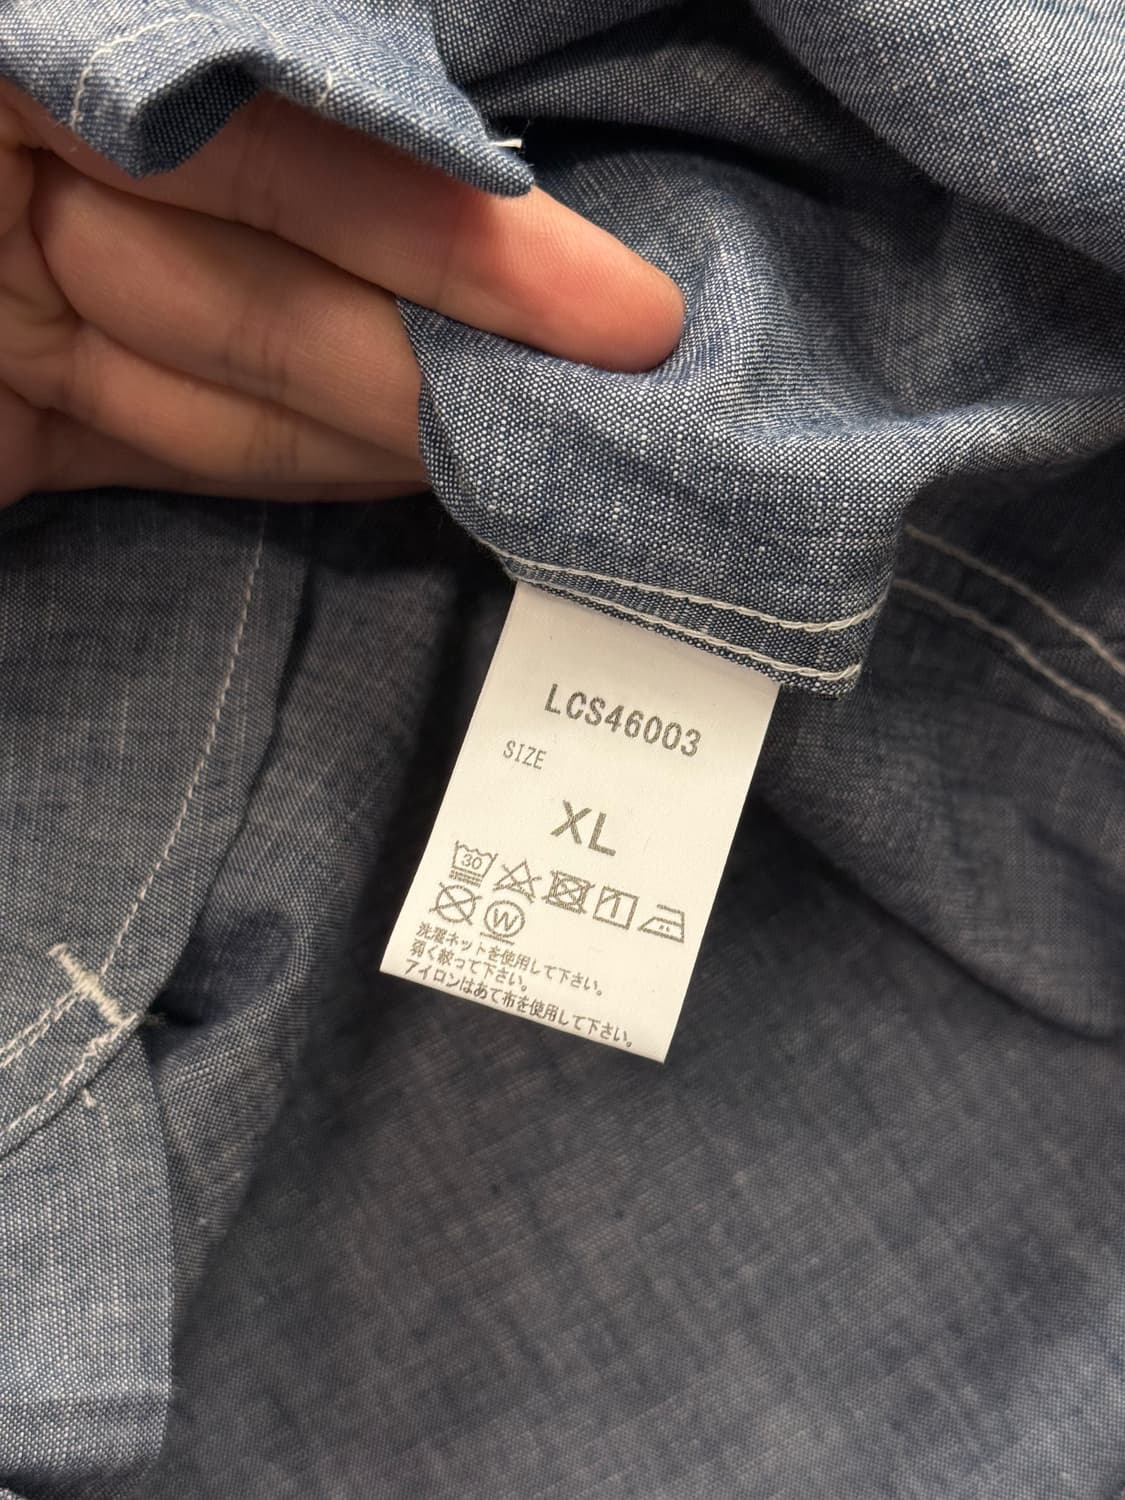 LCS46003
SIZE
XL
30
W
洗濯ネットを使用して下さい。
弱く絞って下さい。
アイロンはあて布を使用して下さい。